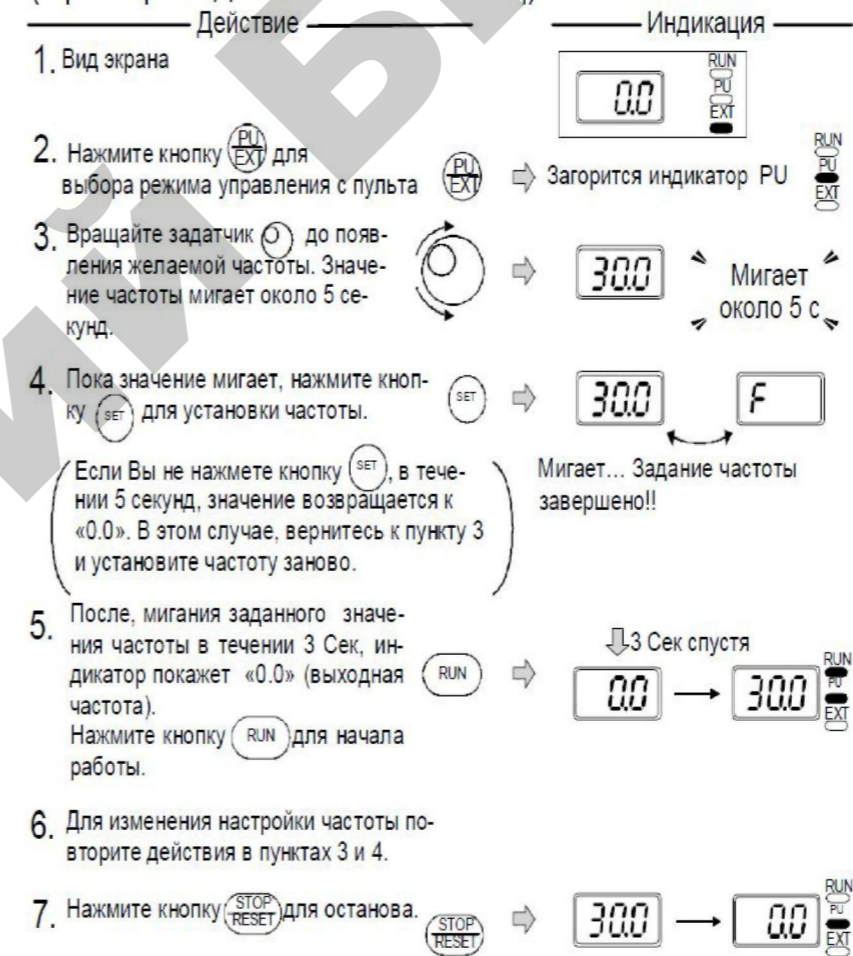 Действие
Индикация
1. Вид экрана
0.0
RUN
PU
EXT
2. Нажмите кнопку PU/EXT для
выбора режима управления с пульта
PU
EXT
Загорится индикатор PU
RUN
PU
EXT
3. Вращайте задатчик до появ-
ления желаемой частоты. Значе-
ние частоты мигает около 5 се-
кунд.
30.0
Мигает
около 5 с
4. Пока значение мигает, нажмите кноп-
ку SET для установки частоты.
SET
30.0
F
Если Вы не нажмете кнопку SET, в тече-
нии 5 секунд, значение возвращается к
«0.0». В этом случае, вернитесь к пункту 3
и установите частоту заново.
Мигает... Задание частоты
завершено!!
5. После, мигания заданного значе-
ния частоты в течении 3 Сек, ин-
дикатор покажет «0.0» (выходная
частота).
Нажмите кнопку RUN для начала
работы.
RUN
3 Сек спустя
0.0
30.0
RUN
PU
EXT
6. Для изменения настройки частоты по-
вторите действия в пунктах 3 и 4.
7. Нажмите кнопку STOP/RESET для останова.
STOP
RESET
30.0
0.0
RUN
PU
EXT